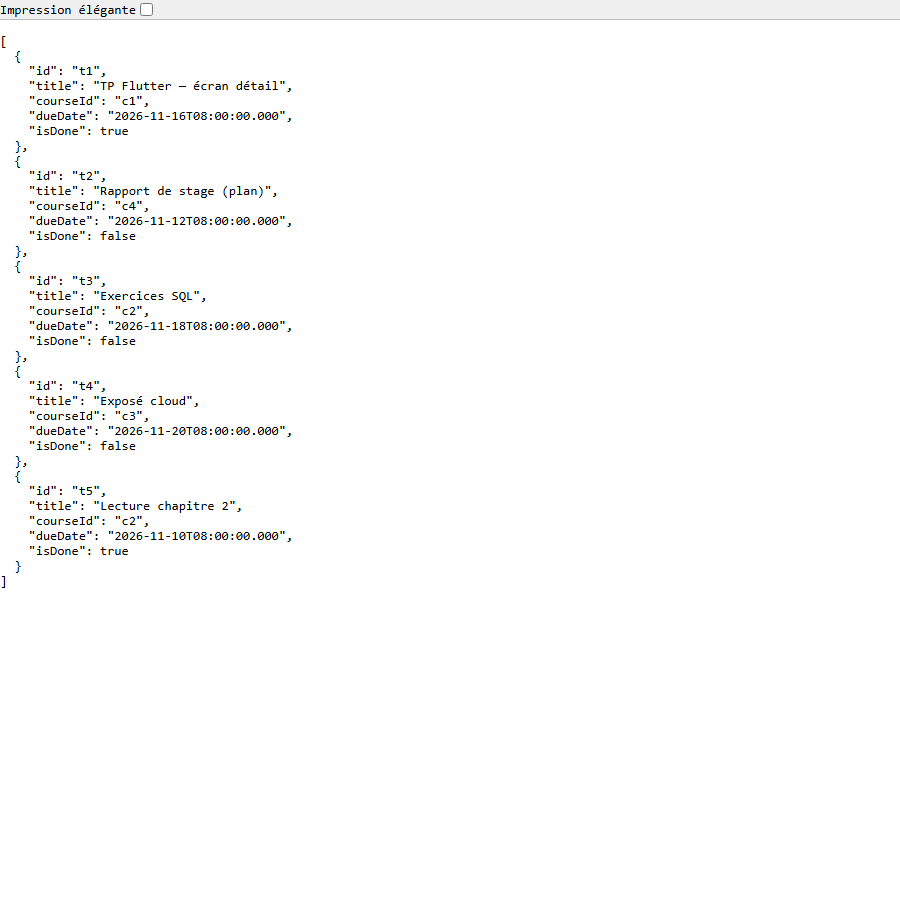 Impression élégante
[
  {
    "id": "t1",
    "title": "TP Flutter — écran détail",
    "courseId": "c1",
    "dueDate": "2026-11-16T08:00:00.000",
    "isDone": true
  },
  {
    "id": "t2",
    "title": "Rapport de stage (plan)",
    "courseId": "c4",
    "dueDate": "2026-11-12T08:00:00.000",
    "isDone": false
  },
  {
    "id": "t3",
    "title": "Exercices SQL",
    "courseId": "c2",
    "dueDate": "2026-11-18T08:00:00.000",
    "isDone": false
  },
  {
    "id": "t4",
    "title": "Exposé cloud",
    "courseId": "c3",
    "dueDate": "2026-11-20T08:00:00.000",
    "isDone": false
  },
  {
    "id": "t5",
    "title": "Lecture chapitre 2",
    "courseId": "c2",
    "dueDate": "2026-11-10T08:00:00.000",
    "isDone": true
  }
]